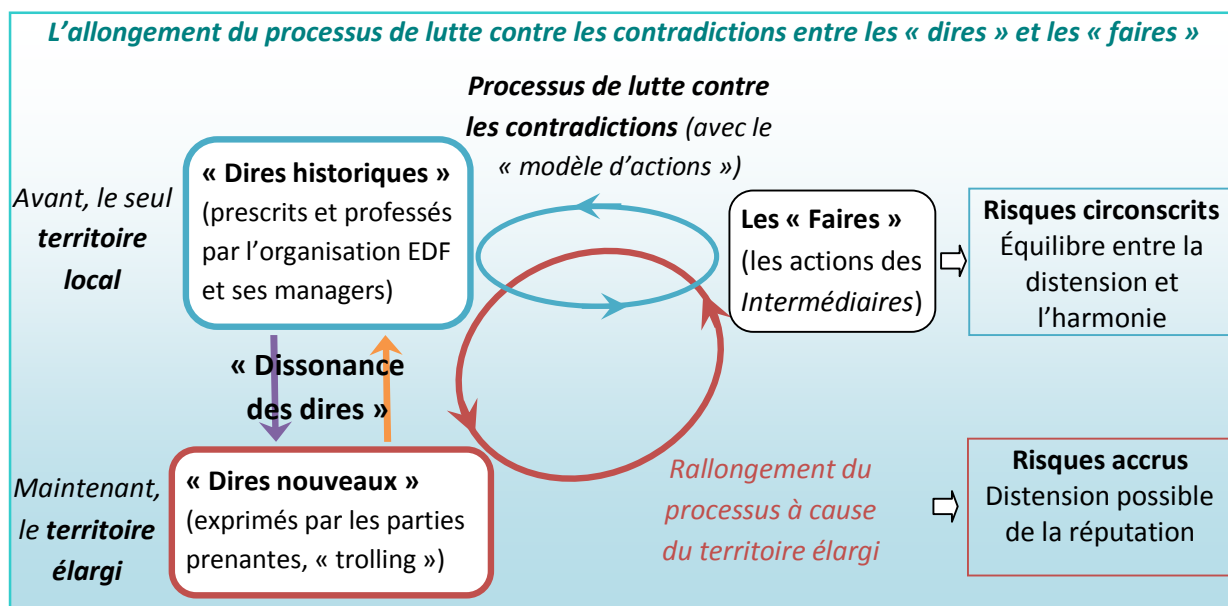 L’allongement du processus de lutte contre les contradictions entre les « dires » et les « faires »
Processus de lutte contre
les contradictions (avec le
« modèle d’actions »)
Avant, le seul
territoire
local
« Dires historiques »
(prescrits et professés
par l’organisation EDF
et ses managers)
Les « Faires »
(les actions des
Intermédiaires)
Risques circonscrits
Équilibre entre la
distension et
l’harmonie
« Dissonance
des dires »
Maintenant,
le territoire
élargi
« Dires nouveaux »
(exprimés par les parties
prenantes, « trolling »)
Rallongement du
processus à cause
du territoire élargi
Risques accrus
Distension possible
de la réputation